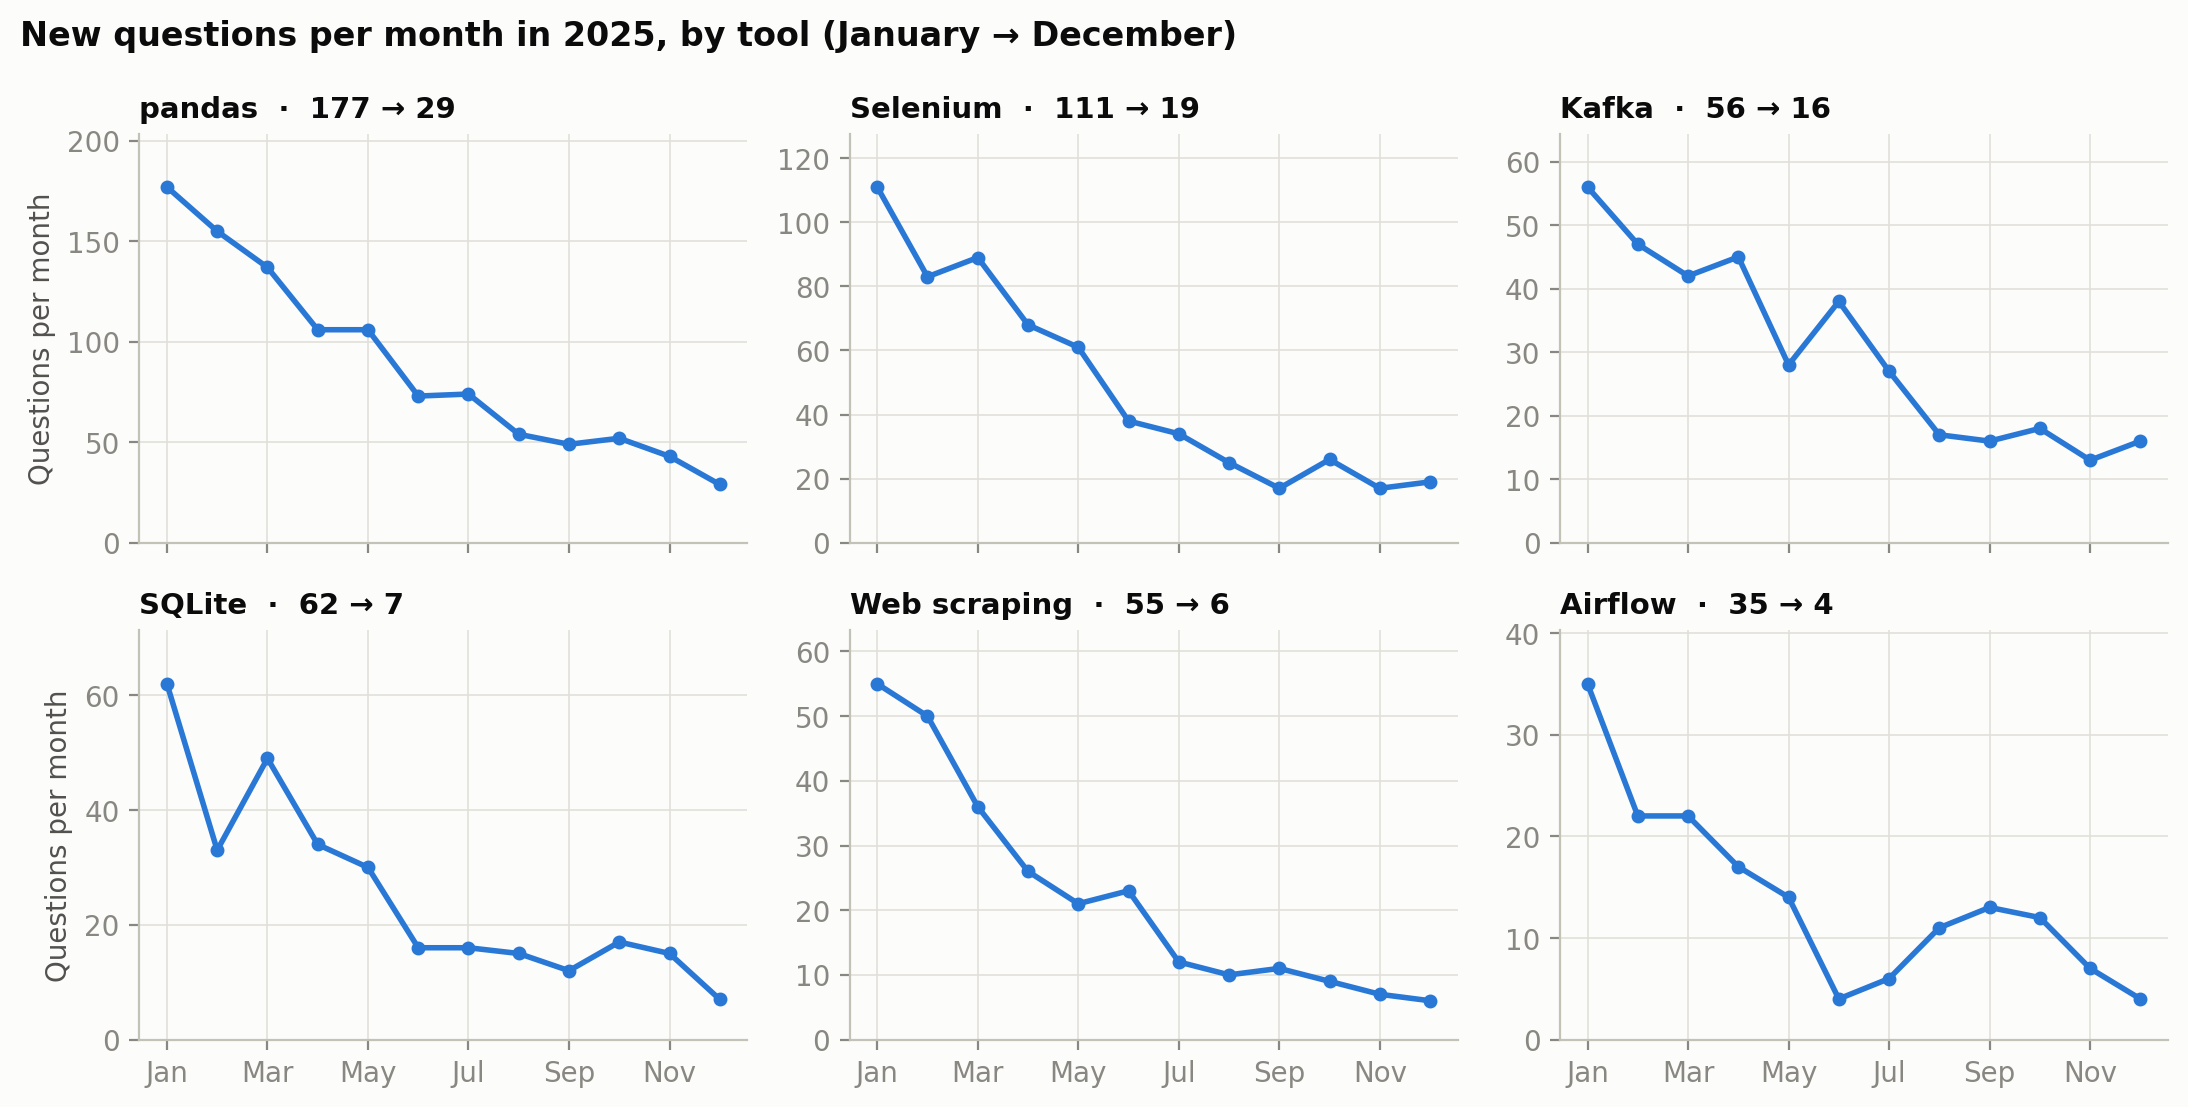 New questions per month in 2025, by tool (January → December)
pandas · 177 → 29
Selenium · 111 → 19
Kafka · 56 → 16
Questions per month
200
150
100
50
0
120
100
80
60
40
20
0
60
50
40
30
20
10
0
SQLite · 62 → 7
Web scraping · 55 → 6
Airflow · 35 → 4
Questions per month
60
40
20
0
60
50
40
30
20
10
0
40
30
20
10
0
Jan Mar May Jul Sep Nov
Jan Mar May Jul Sep Nov
Jan Mar May Jul Sep Nov